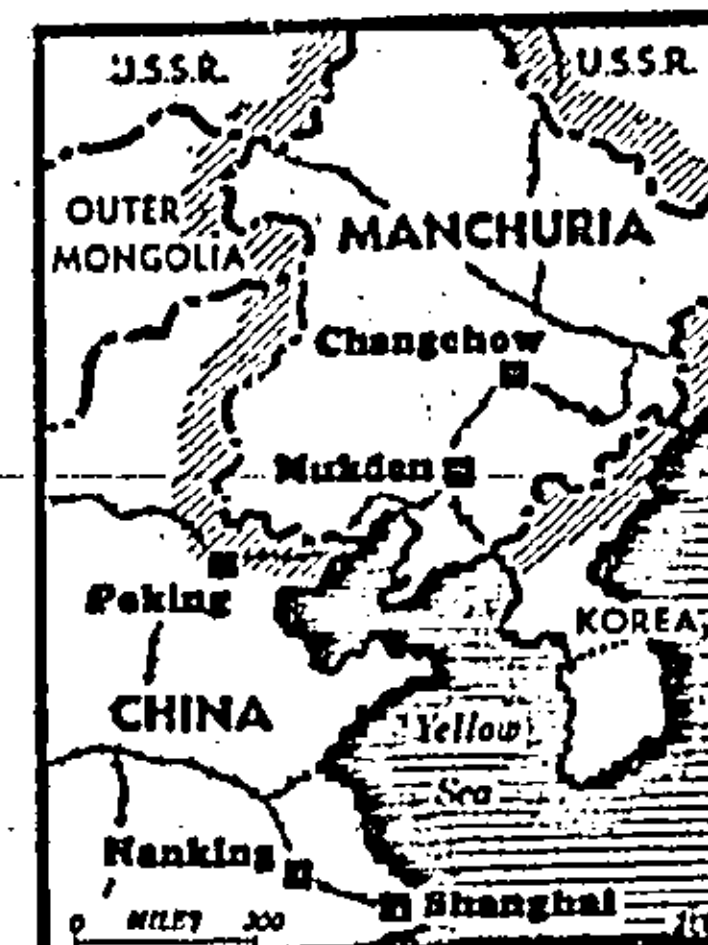 U.S.S.R.
U.S.S.R.
OUTER
MONGOLIA
MANCHURIA
Changchow
Mukden
Peking
KOREA
CHINA
Yellow
Sea
Nanking
Shanghai
0 MILES 300